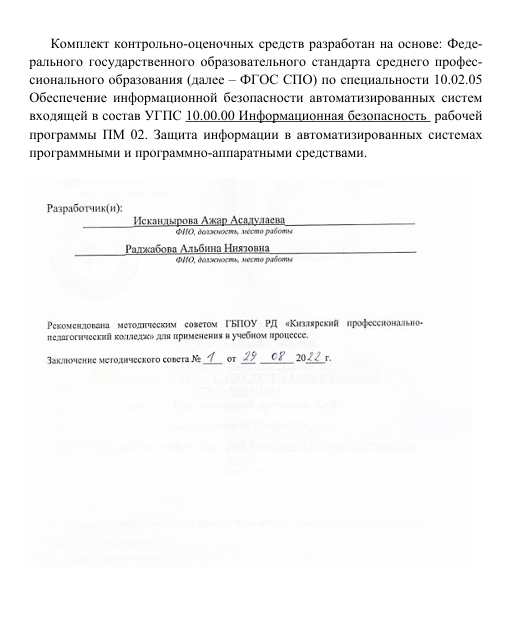 Комплект контрольно-оценочных средств разработан на основе: Феде-
рального государственного образовательного стандарта среднего профес-
сионального образования (далее – ФГОС СПО) по специальности 10.02.05
Обеспечение информационной безопасности автоматизированных систем
входящей в состав УГПС 10.00.00 Информационная безопасность рабочей
программы ПМ 02. Защита информации в автоматизированных системах
программными и программно-аппаратными средствами.
Разработчик(и):
Искандырова Ажар Асадулаева
ФИО, должность, место работы
Раджабова Альбина Ниязовна
ФИО, должность, место работы
Рекомендована методическим советом ГБПОУ РД «Кизлярский профессионально-
педагогический колледж» для применения в учебном процессе.
Заключение методического совета № 1 от 29 08 2022 г.